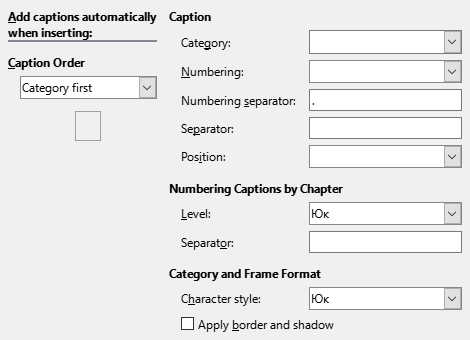 Add captions automatically
when inserting:
Caption Order
Category first
Caption
Category:
Numbering:
Numbering separator: .
Separator:
Position:
Numbering Captions by Chapter
Level: Юк
Separator:
Category and Frame Format
Character style: Юк
Apply border and shadow